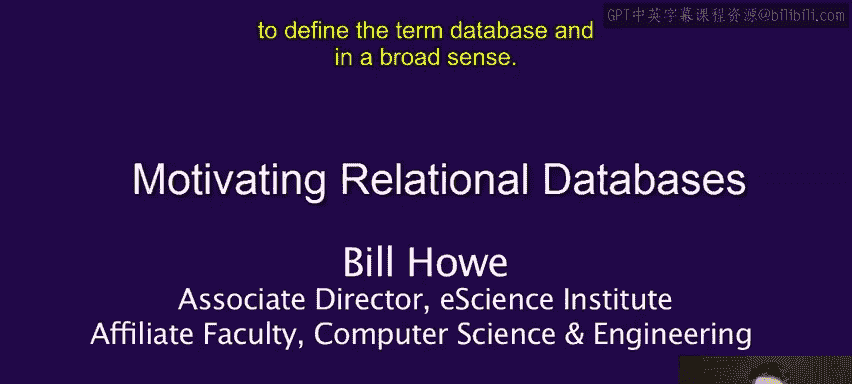 to define the term database and
in a broad sense.
GPT中英字幕课程资源@bilibili.com
Motivating Relational Databases
Bill Howe
Associate Director, eScience Institute
Affiliate Faculty, Computer Science & Engineering